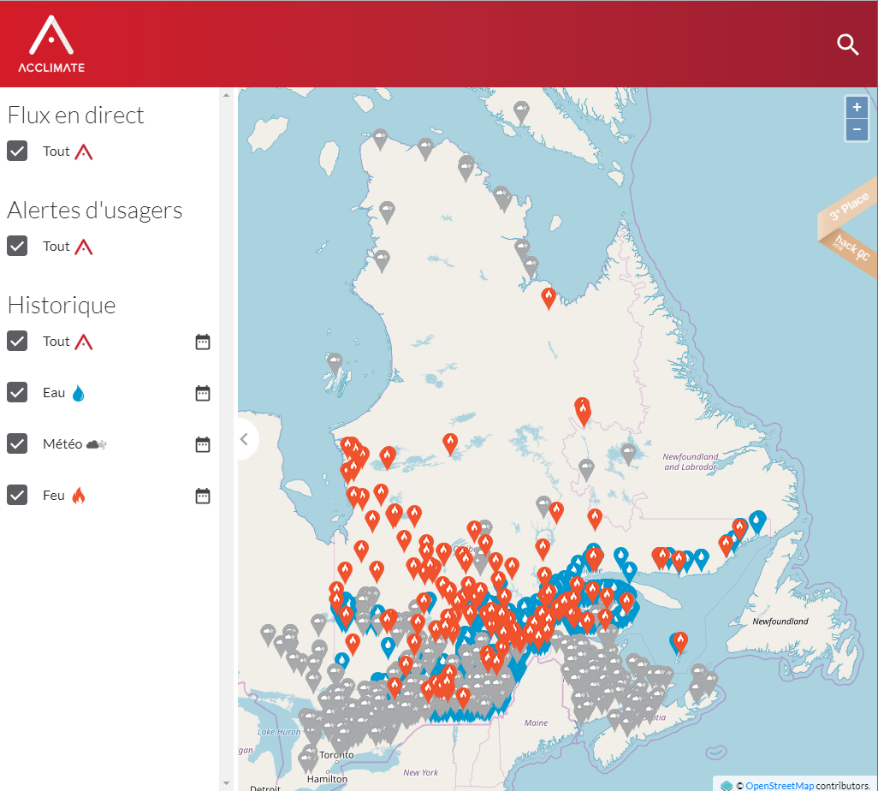 ACCLIMATE
Flux en direct
Tout
Alertes d'usagers
Tout
Historique
Tout
Eau
Météo
Feu
+
−
3e Place
hack qc
Newfoundland
and Labrador
Newfoundland
Maine
Lake Huron
Toronto
Hamilton
New York
Detroit
© OpenStreetMap contributors.